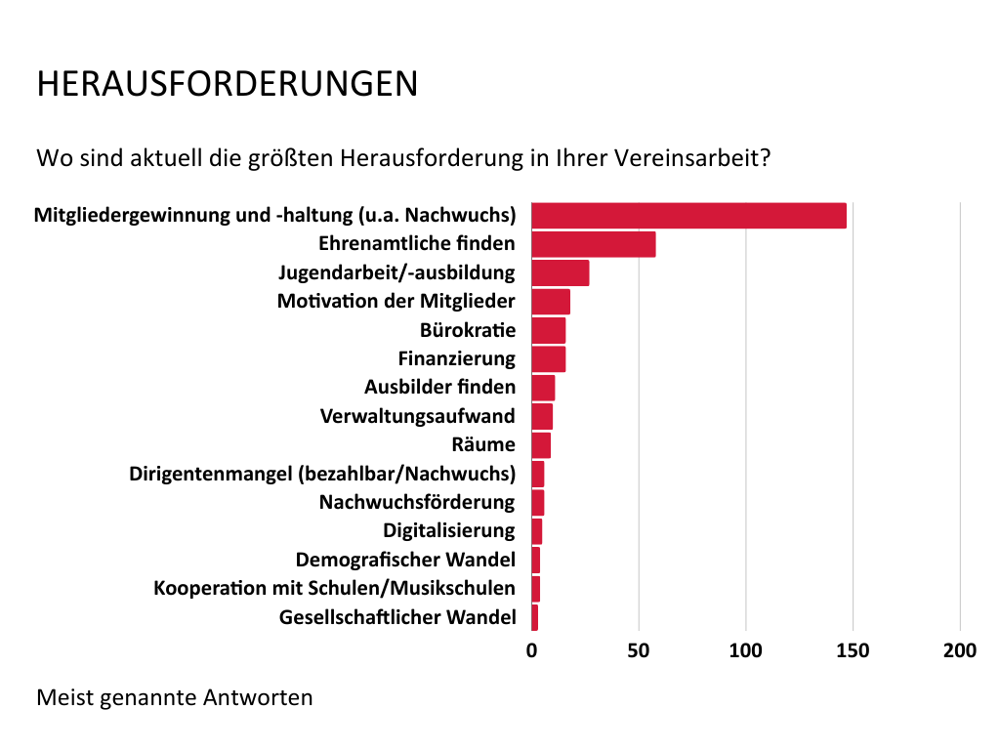 HERAUSFORDERUNGEN
Wo sind aktuell die größten Herausforderung in Ihrer Vereinsarbeit?
Mitgliedergewinnung und -haltung (u.a. Nachwuchs)
Ehrenamtliche finden
Jugendarbeit/-ausbildung
Motivation der Mitglieder
Bürokratie
Finanzierung
Ausbilder finden
Verwaltungsaufwand
Räume
Dirigentenmangel (bezahlbar/Nachwuchs)
Nachwuchsförderung
Digitalisierung
Demografischer Wandel
Kooperation mit Schulen/Musikschulen
Gesellschaftlicher Wandel
0 50 100 150 200
Meist genannte Antworten